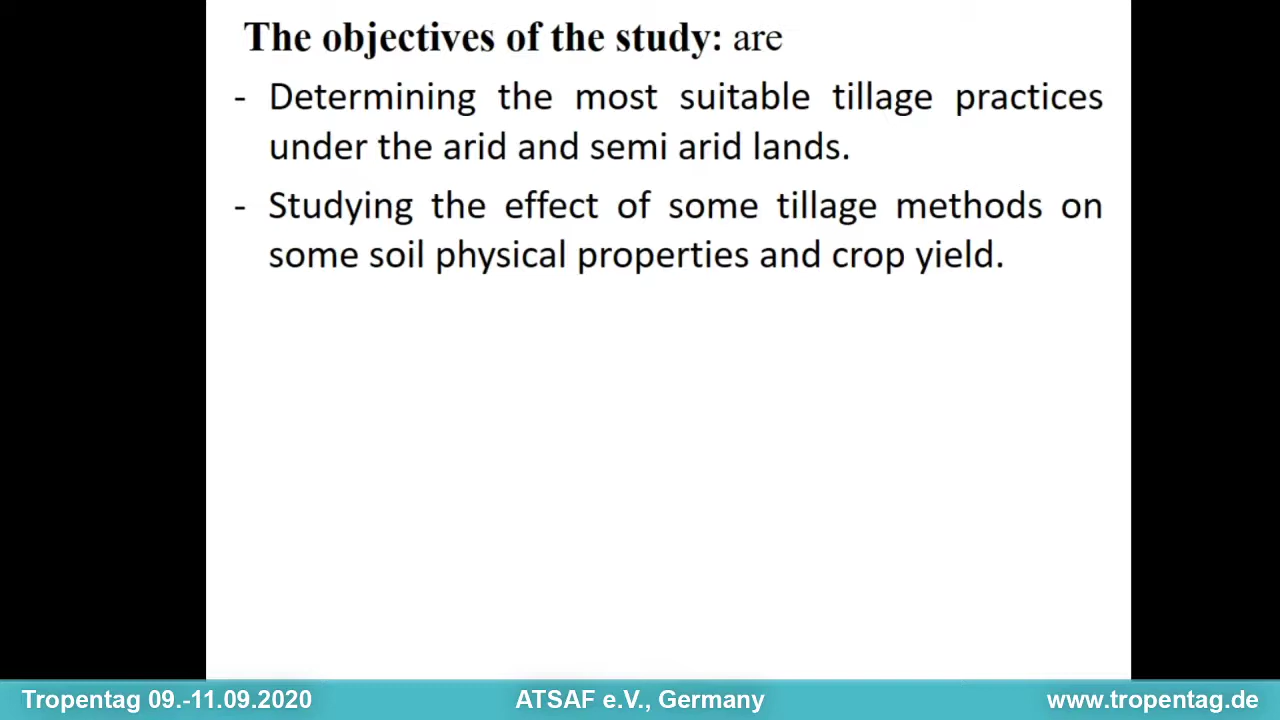 The objectives of the study: are
- Determining the most suitable tillage practices
under the arid and semi arid lands.
- Studying the effect of some tillage methods on
some soil physical properties and crop yield.
Tropentag 09.-11.09.2020 ATSAF e.V., Germany www.tropentag.de